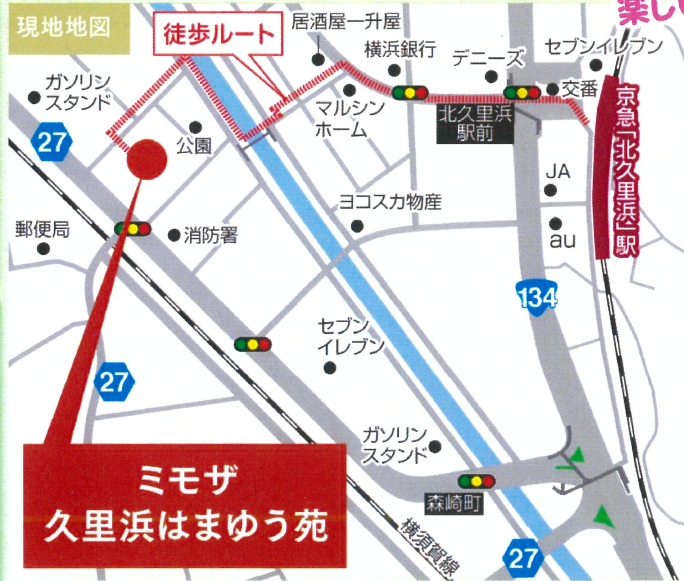 楽しい
現地地図
徒歩ルート
居酒屋一升屋
横浜銀行
デニーズ
セブンイレブン
交番
ガソリン
スタンド
マルシン
ホーム
北久里浜
駅前
京急「北久里浜」駅
27
公園
JA
ヨコスカ物産
au
郵便局
消防署
134
セブン
イレブン
27
ガソリン
スタンド
ミモザ
久里浜はまゆう苑
森崎町
横須賀線
27